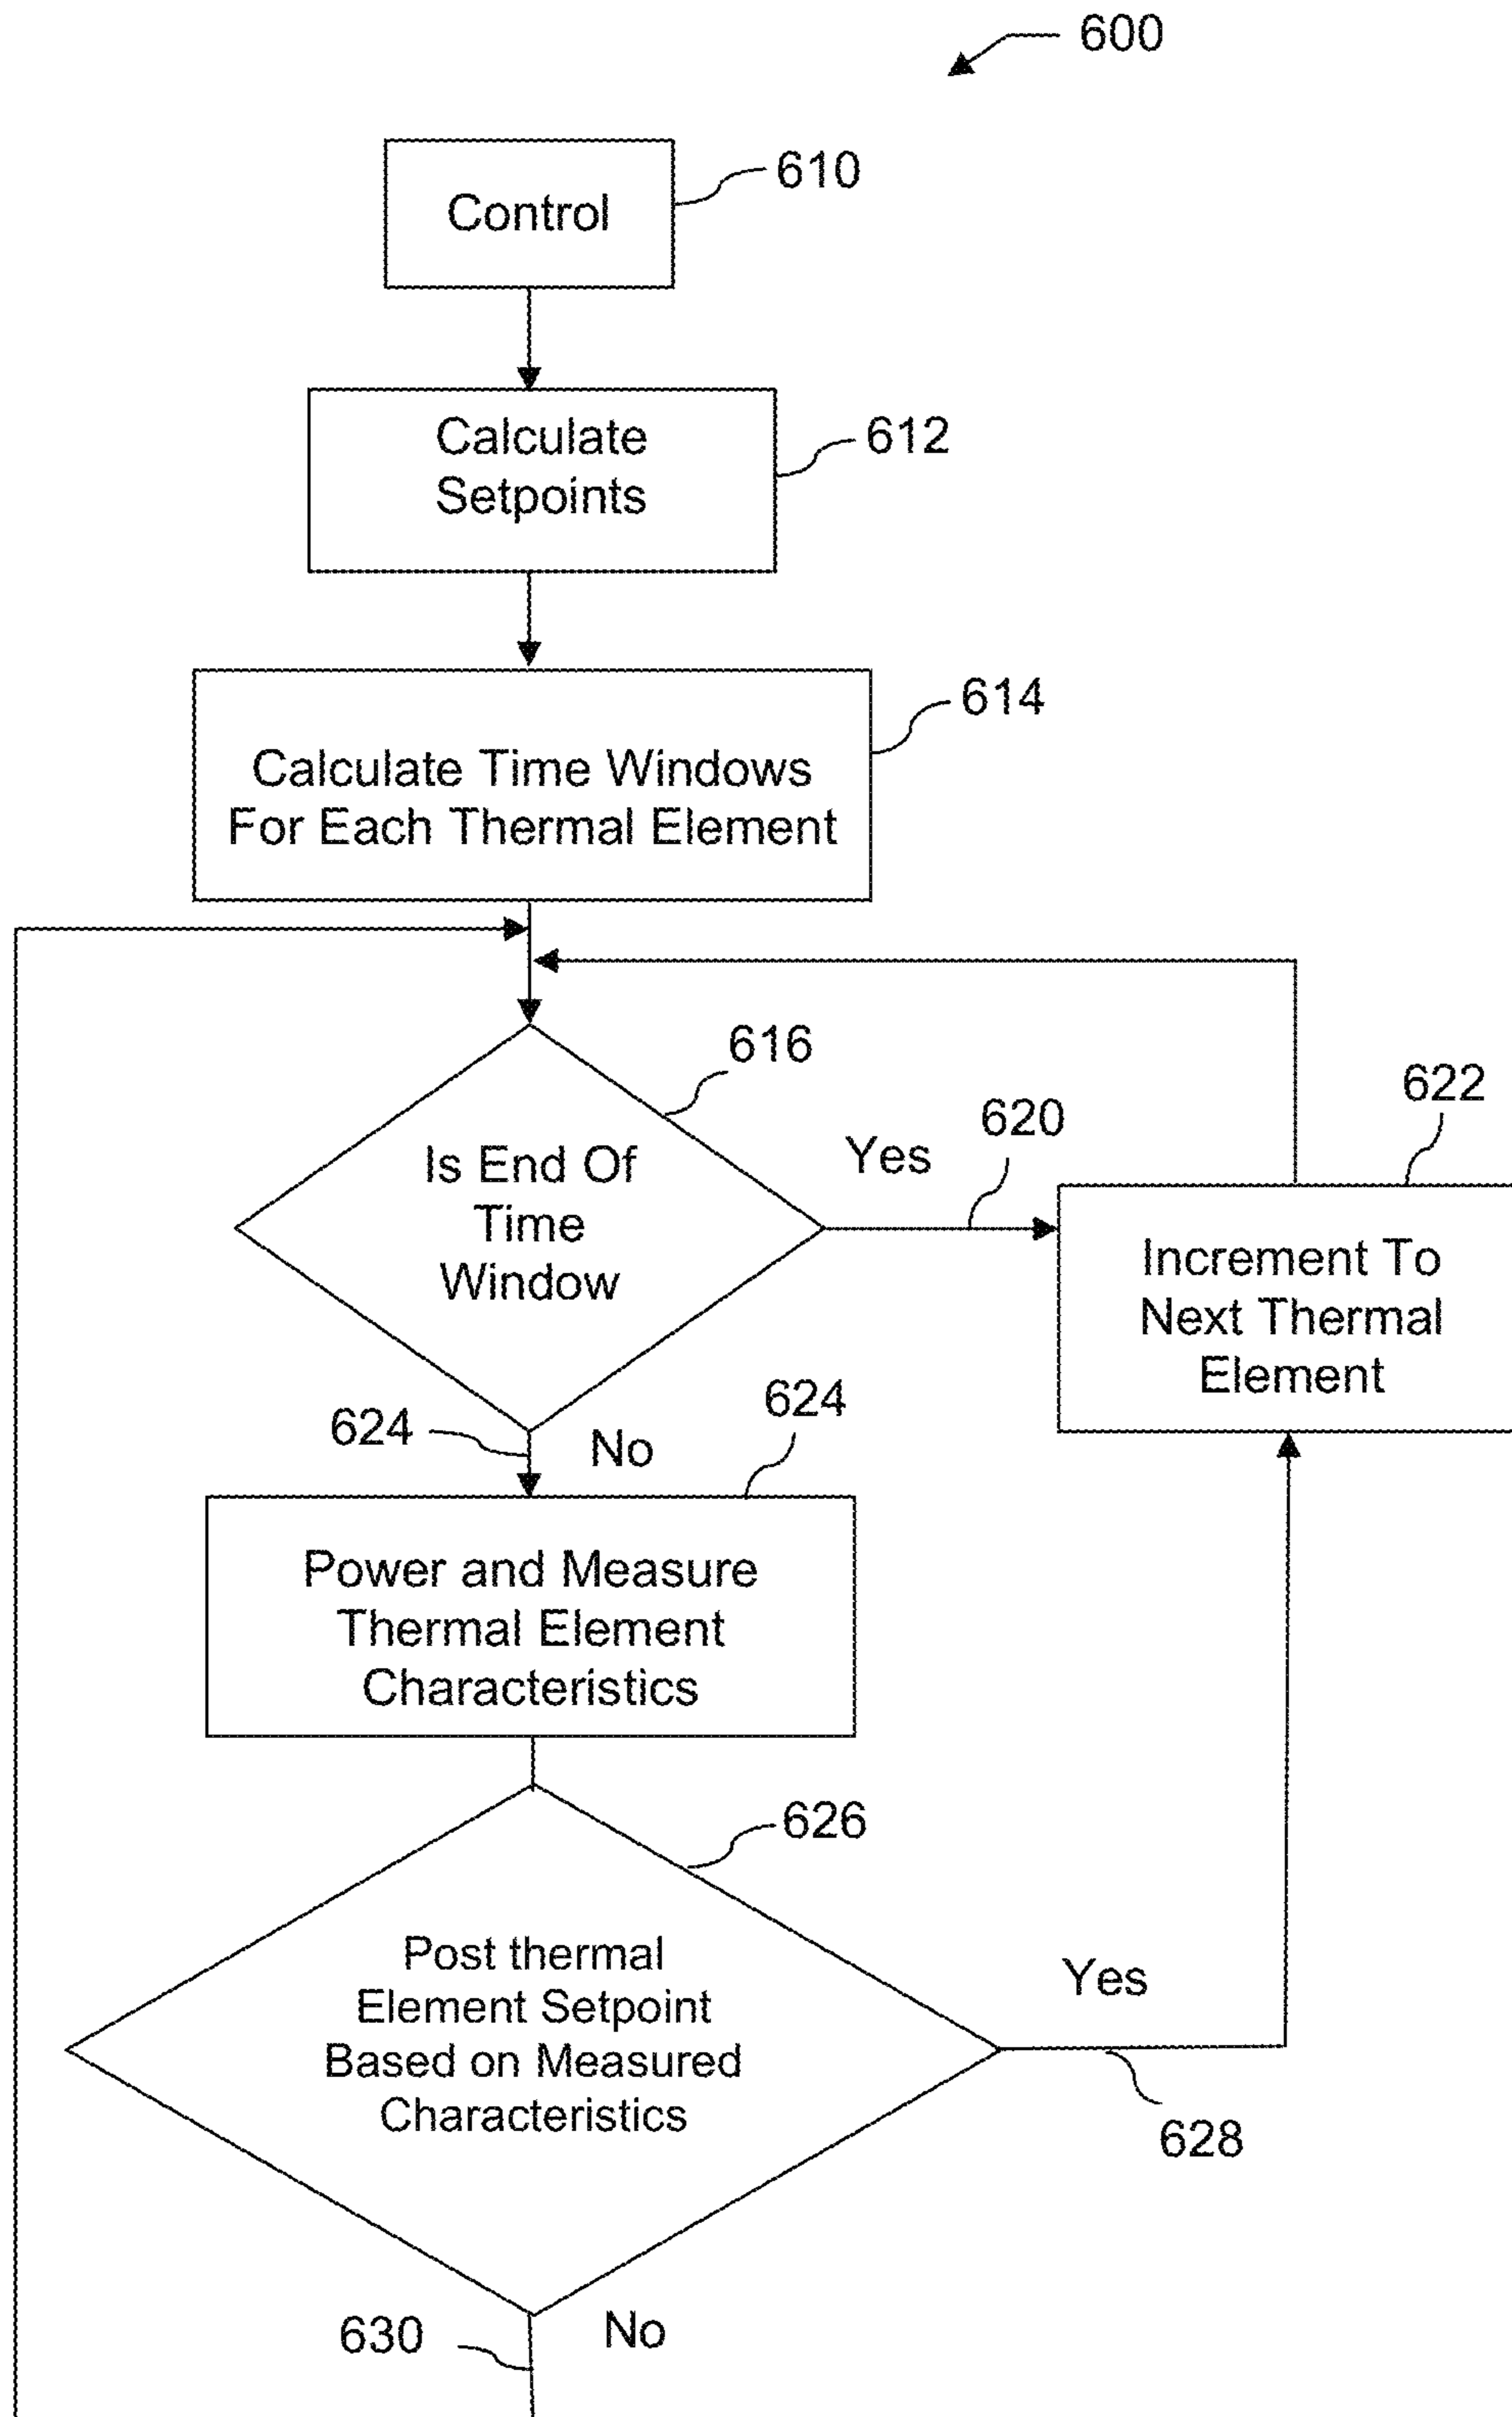 600
Control
610
Calculate
Setpoints
612
614
Calculate Time Windows
For Each Thermal Element
616
Is End Of
Time
Window
Yes
620
622
Increment To
Next Thermal
Element
624
No
624
Power and Measure
Thermal Element
Characteristics
626
Post thermal
Element Setpoint
Based on Measured
Characteristics
Yes
628
630
No